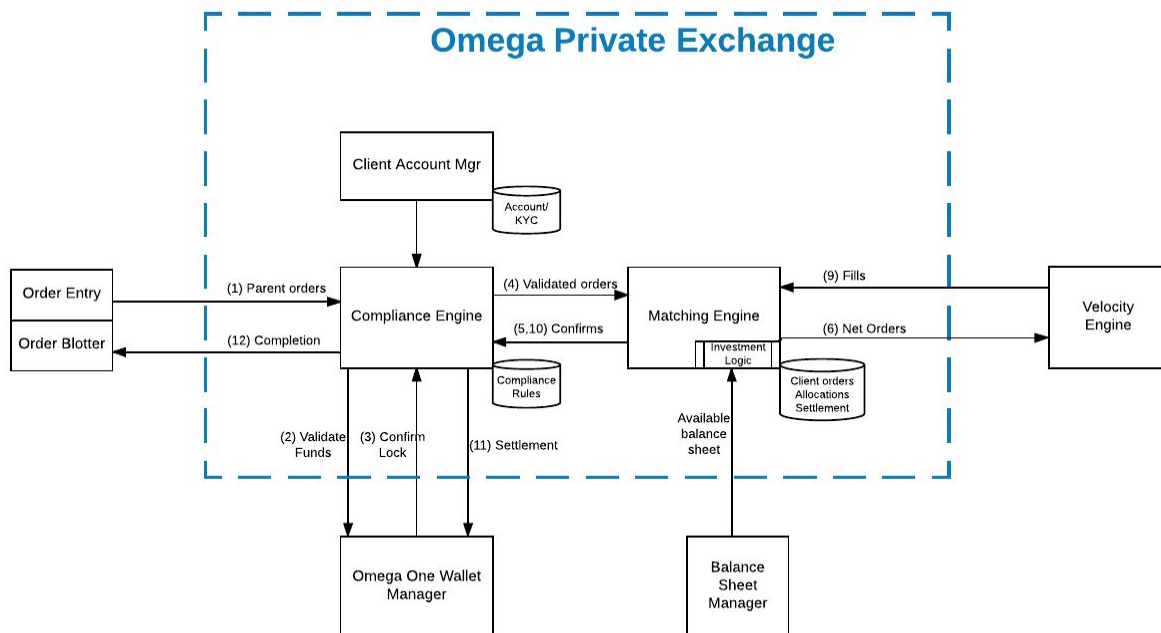 Omega Private Exchange
Client Account Mgr
Account/
KYC
Order Entry
Order Blotter
(1) Parent orders
(12) Completion
Compliance Engine
Compliance
Rules
(4) Validated orders
(5,10) Confirms
Matching Engine
Investment
Logic
Client orders
Allocations
Settlement
(9) Fills
(6) Net Orders
Velocity
Engine
(2) Validate
Funds
(3) Confirm
Lock
(11) Settlement
Available
balance
sheet
Omega One Wallet
Manager
Balance
Sheet
Manager